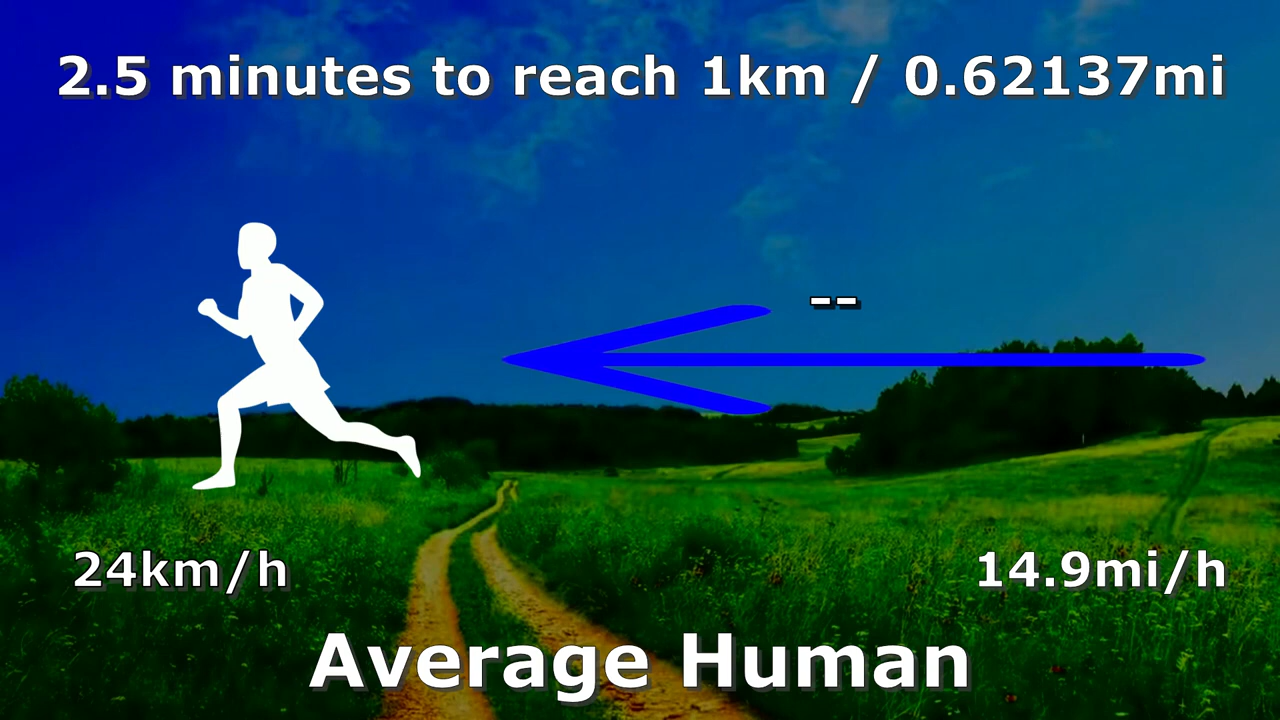 2.5 minutes to reach 1km / 0.62137mi
--
24km/h
14.9mi/h
Average Human